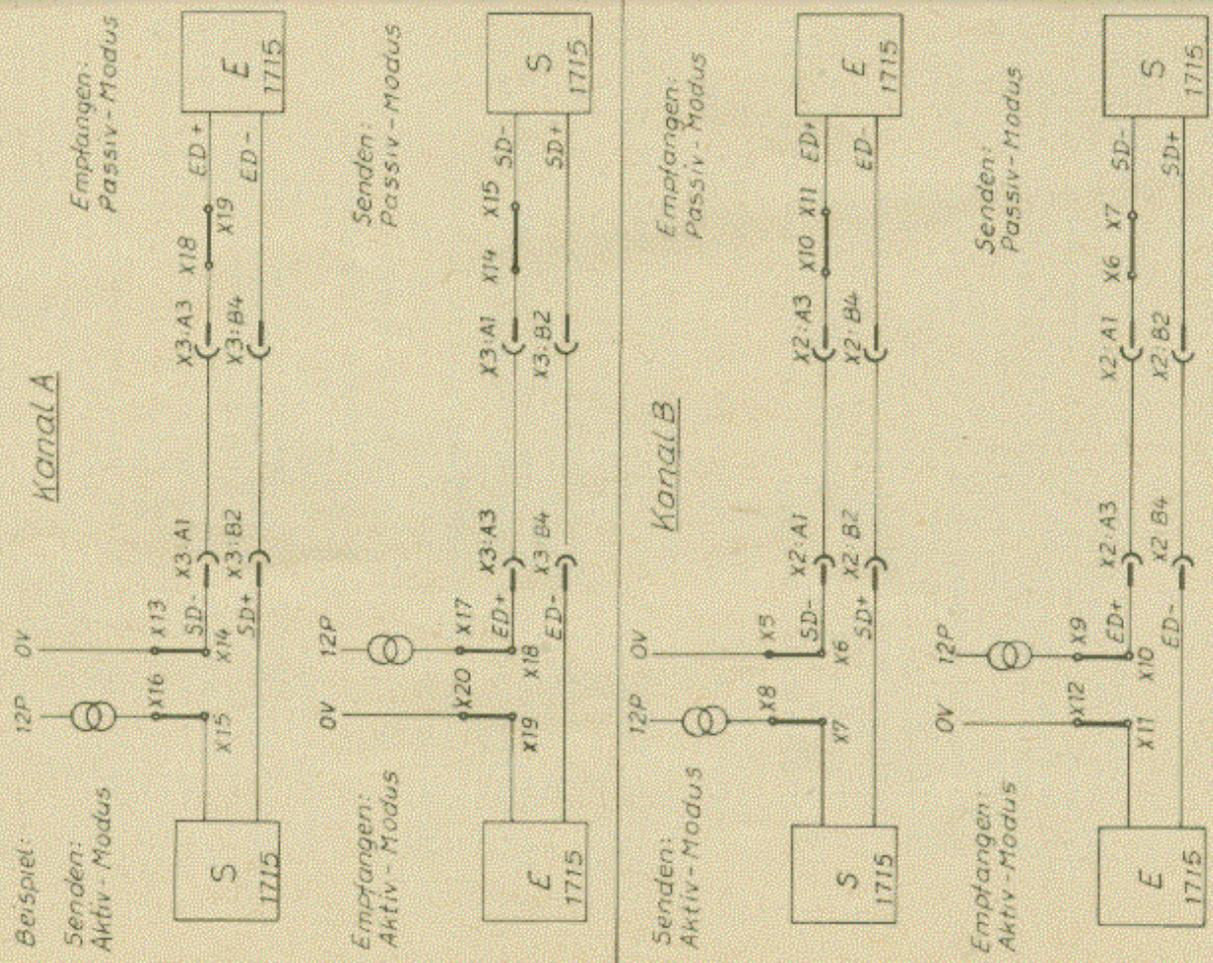 Beispiel:
Kanal A
Senden:
Aktiv-Modus
12P
0V
X16
X13
X15
X14
SD-
SD+
X3:A1
X3:B2
S
1715
Empfangen:
Passiv-Modus
X3:A3
X3:B4
X18
X19
ED+
ED-
E
1715
Empfangen:
Aktiv-Modus
0V
12P
X20
X17
X19
X18
ED+
ED-
X3:A3
X3 B4
E
1715
Senden:
Passiv-Modus
X3:A1
X3:B2
X14
X15
SD-
SD+
S
1715
Kanal B
Senden:
Aktiv-Modus
12P
0V
X8
X5
X7
X6
SD-
SD+
X2:A1
X2 B2
S
1715
Empfangen:
Passiv-Modus
X2:A3
X2:B4
X10
X11
ED+
ED-
E
1715
Empfangen:
Aktiv-Modus
0V
12P
X12
X9
X11
X10
ED+
ED-
X2:A3
X2 B4
E
1715
Senden:
Passiv-Modus
X2:A1
X2:B2
X6
X7
SD-
SD+
S
1715